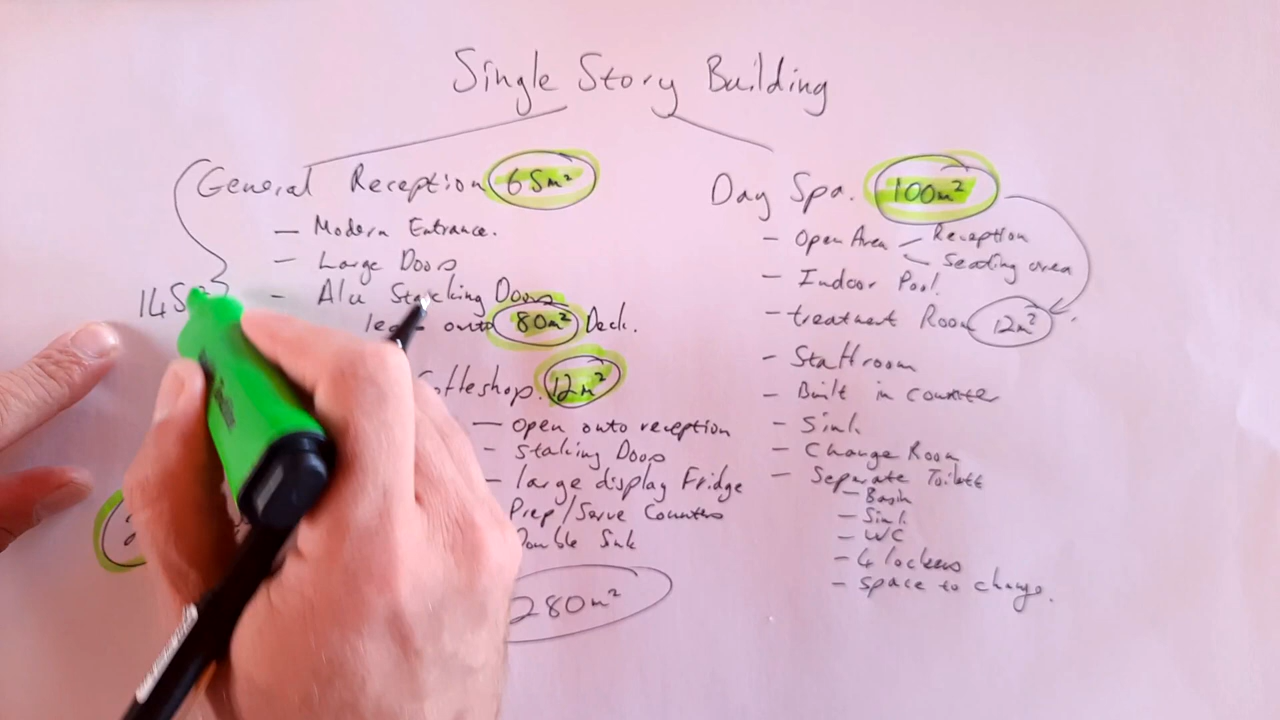 Single Story Building
General Reception 65m²
- Modern Entrance.
- Large Doors
- Alu Stacking Doors
onto 80m² Deck.
145m²
Coffeeshop. 12m²
- Open onto reception
- Staking Doors
- large display Fridge
Prep/Serve Counters
Double Sink
280m²
Day Spa. 100m²
- Open Area - Reception
- Seating area
- Indoor Pool.
- treatment Room 12m²
- Staffroom
- Built in counter
- Sink
- Change Room
- Separate Toilets
- Basin
- Sink
- WC
- 4 lockers
- Space to change.